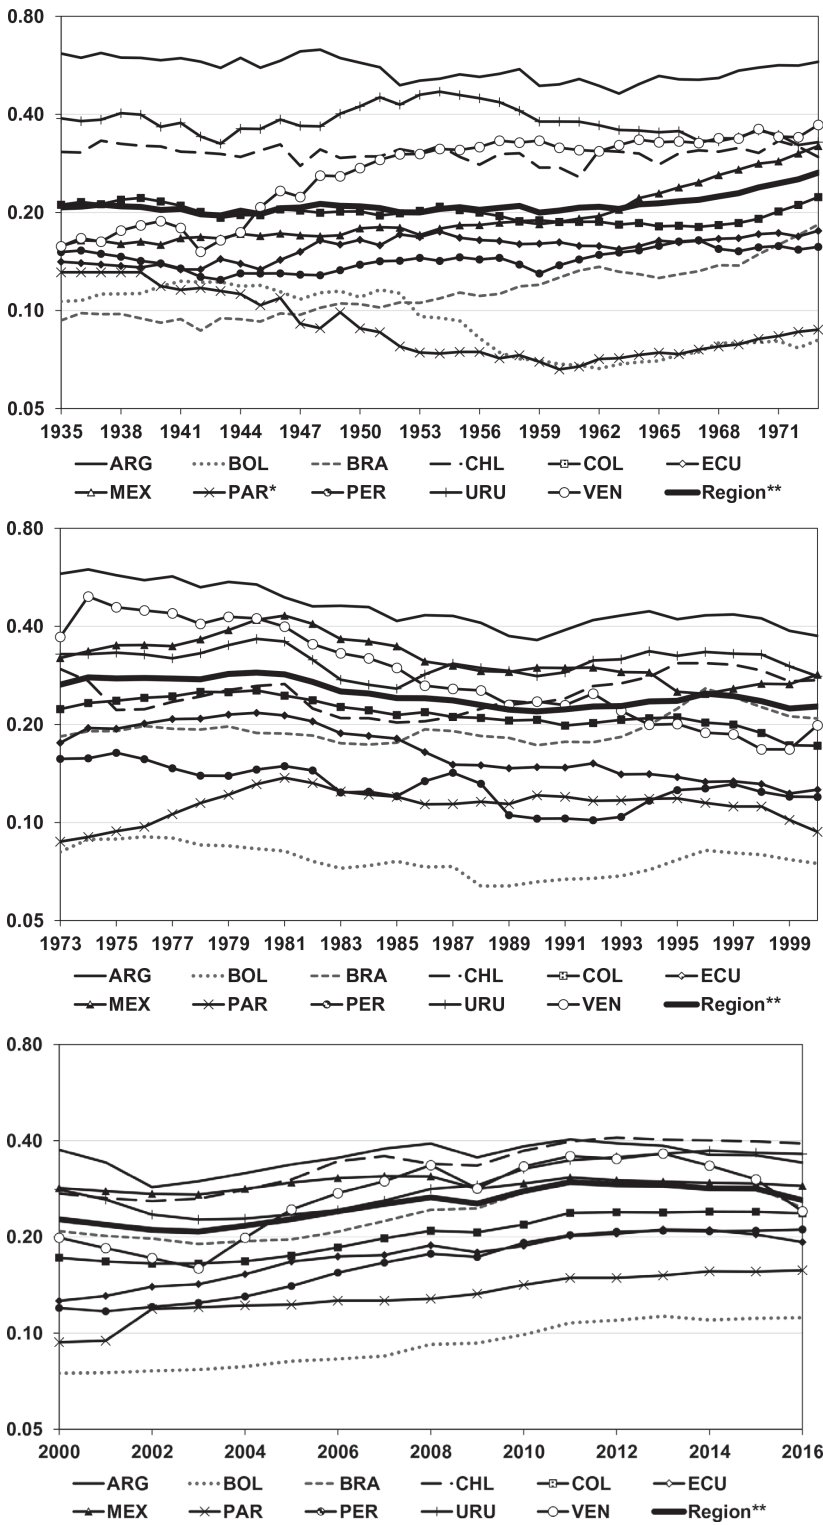 0.80
0.40
0.20
0.10
0.05
1935 1938 1941 1944 1947 1950 1953 1956 1959 1962 1965 1968 1971
ARG BOL BRA CHL COL ECU
MEX PAR* PER URU VEN Region**
0.80
0.40
0.20
0.10
0.05
1973 1975 1977 1979 1981 1983 1985 1987 1989 1991 1993 1995 1997 1999
ARG BOL BRA CHL COL ECU
MEX PAR PER URU VEN Region**
0.80
0.40
0.20
0.10
0.05
2000 2002 2004 2006 2008 2010 2012 2014 2016
ARG BOL BRA CHL COL ECU
MEX PAR PER URU VEN Region**